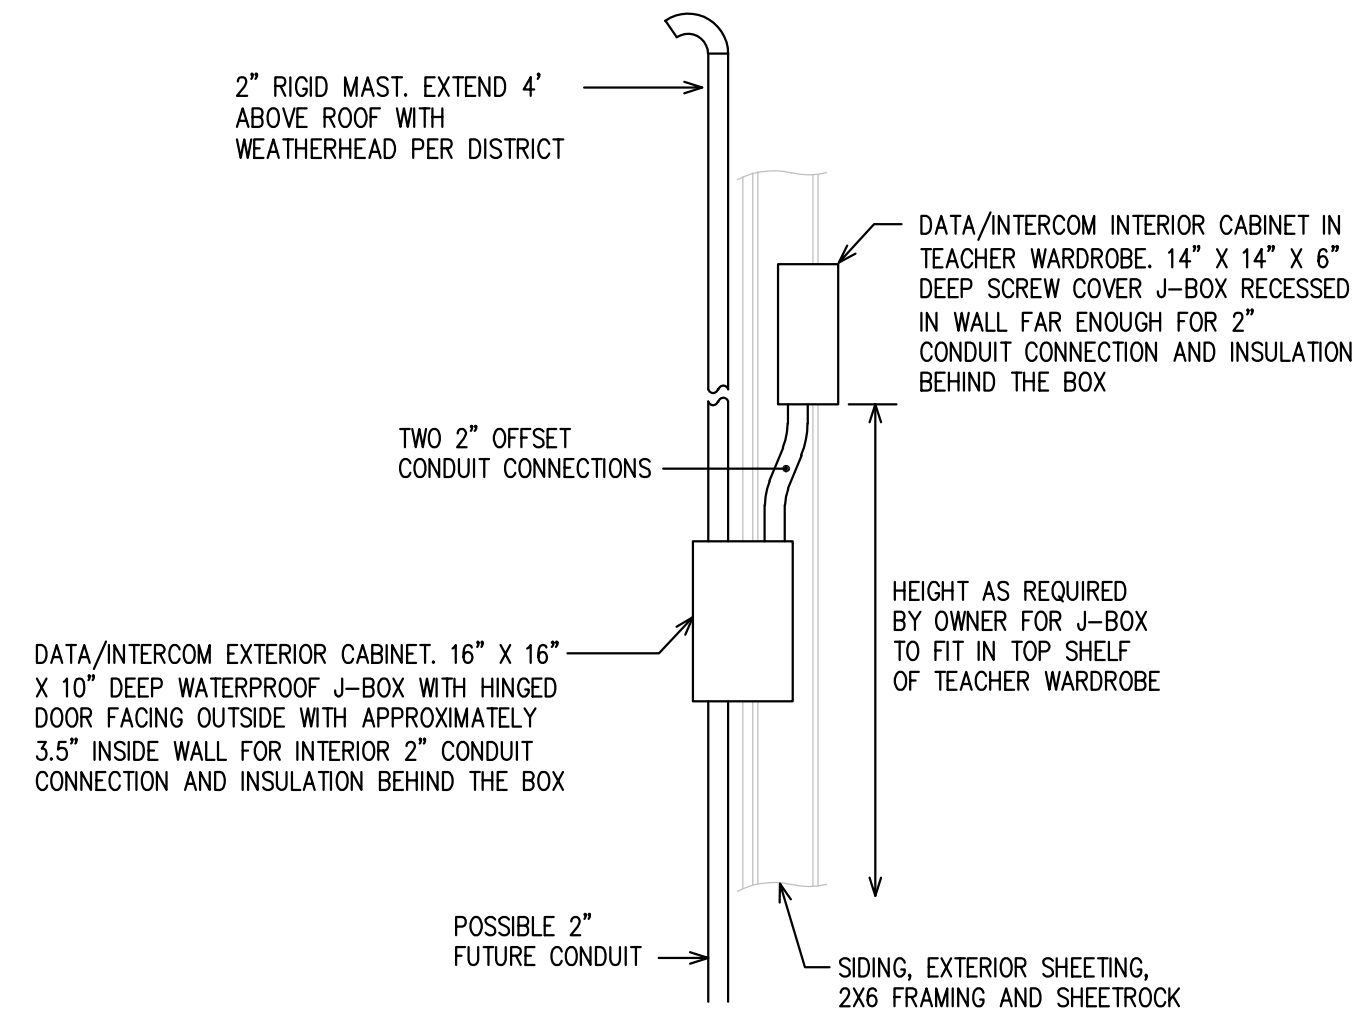 2” RIGID MAST. EXTEND 4’
ABOVE ROOF WITH
WEATHERHEAD PER DISTRICT
DATA/INTERCOM INTERIOR CABINET IN
TEACHER WARDROBE. 14” X 14” X 6”
DEEP SCREW COVER J-BOX RECESSED
IN WALL FAR ENOUGH FOR 2”
CONDUIT CONNECTION AND INSULATION
BEHIND THE BOX
TWO 2” OFFSET
CONDUIT CONNECTIONS
HEIGHT AS REQUIRED
BY OWNER FOR J-BOX
TO FIT IN TOP SHELF
OF TEACHER WARDROBE
DATA/INTERCOM EXTERIOR CABINET. 16” X 16”
X 10” DEEP WATERPROOF J-BOX WITH HINGED
DOOR FACING OUTSIDE WITH APPROXIMATELY
3.5” INSIDE WALL FOR INTERIOR 2” CONDUIT
CONNECTION AND INSULATION BEHIND THE BOX
POSSIBLE 2”
FUTURE CONDUIT
SIDING, EXTERIOR SHEETING,
2X6 FRAMING AND SHEETROCK